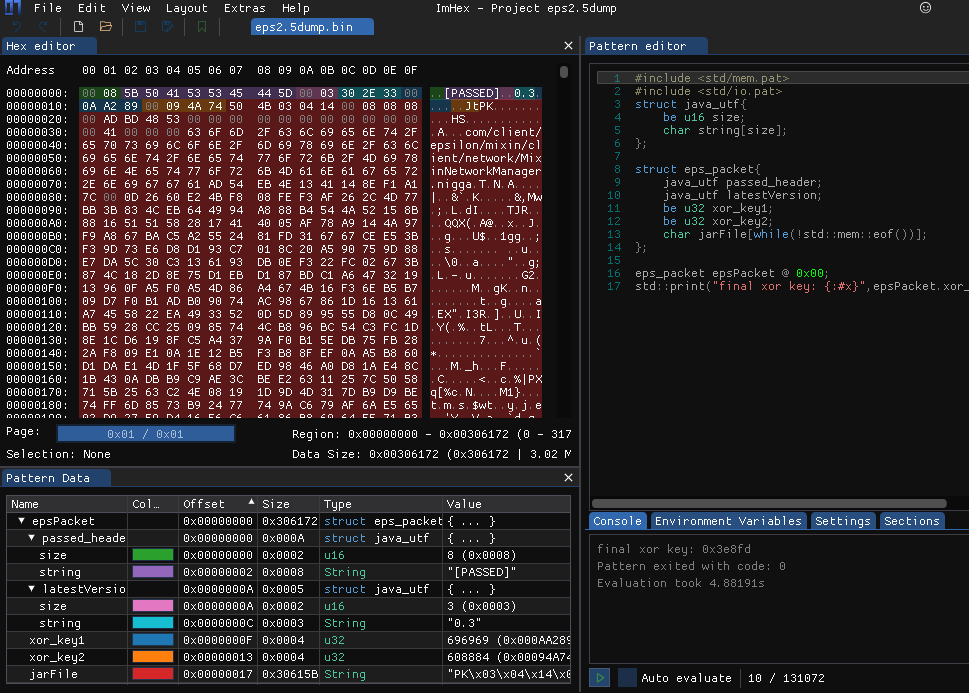 File Edit View Layout Extras Help
ImHex - Project eps2.5dump
eps2.5dump.bin
Hex editor
Address 00 01 02 03 04 05 06 07 08 09 0A 0B 0C 0D 0E 0F
00000000: 00 08 5B 50 41 53 53 45 44 5D 00 03 30 2E 33 00 ..[PASSED]..0.3.
00000010: 0A A2 89 00 09 4A 74 50 4B 03 04 14 00 08 08 08 .....JtPK.......
00000020: 00 AD BD 48 53 00 00 00 00 00 00 00 00 00 00 00 ...HS...........
00000030: 00 41 00 00 00 63 6F 6D 2F 63 6C 69 65 6E 74 2F .A...com/client/
00000040: 65 70 73 69 6C 6F 6E 2F 6D 69 78 69 6E 2F 63 6C epsilon/mixin/cl
00000050: 69 65 6E 74 2F 6E 65 74 77 6F 72 6B 2F 4D 69 78 ient/network/Mix
00000060: 69 6E 4E 65 74 77 6F 72 6B 4D 61 6E 61 67 65 72 inNetworkManager
00000070: 2E 6E 69 67 67 61 AD 54 EB 4E 13 41 14 8E F1 A1 .nigga.T.N.A....
00000080: 7C 00 0D 26 60 E2 4B F8 08 FE F3 AF 26 2C 4D 77 |..&`.K.....&,Mw
00000090: BB 3B 83 4C EB 64 49 94 A8 88 B4 54 4A 52 15 8B .;.L.dI....TJR..
000000A0: 88 16 51 51 58 28 17 41 40 05 AF 78 A9 14 4A 97 ..QQX(.A@..x..J.
000000B0: F9 A8 67 BA C5 A2 55 24 81 FD 31 67 67 CE E5 3B ..g...U$..1gg..;
000000C0: F3 9D 73 E6 D8 D1 93 C7 01 8C 20 A5 90 75 9D 88 ..s....... ..u..
000000D0: E7 DA 5C 30 C3 13 61 93 DB 0E F3 22 FC 02 67 3B ..\0..a...."..g;
000000E0: 87 4C 18 2D 8E 75 D1 EB D1 87 BD C1 A6 47 32 19
000000F0: 13 96 0F A5 F0 A5 4D 86 A4 67 4B 16 F3 6E B5 B7
00000100: 09 D7 F0 B1 AD B0 90 74 AC 98 67 86 1D 16 13 61
00000110: A7 45 58 22 EA 49 33 52 0D 5D 89 95 55 D8 0C 49
00000120: BB 59 28 CC 25 09 85 74 4C B8 96 BC 54 C3 FC 1D
00000130: 8E 1C D6 19 8F C5 A4 37 9A F0 B1 5E DB 75 FB 28
00000140: 2A F8 09 E1 0A 1E 12 B5 F3 B8 8F EF 0A A5 B8 60
00000150: D1 DA E1 4D 1F 5F 68 D7 ED 98 46 A0 D8 1A E4 8C
00000160: 1B 43 0A DB B9 C9 AE 3C BE E2 63 11 25 7C 50 58
00000170: 71 5B 25 63 C2 4E 08 19 1D 9D 4D 31 7D B9 D9 BE
00000180: 74 FF 6D 85 73 B9 24 77 74 9A C6 79 AF 6A E5 65
Page: 0x01 / 0x01
Region: 0x00000000 - 0x00306172 (0 - 317
Selection: None
Data Size: 0x00306172 (0x306172 | 3.02 M
Pattern Data
Name Col… Offset Size Type Value
epsPacket 0x00000000 0x306172 struct eps_packet { ... }
passed_heade 0x00000000 0x000A struct java_utf { ... }
size 0x00000000 0x0002 u16 8 (0x0008)
string 0x00000002 0x0008 String "[PASSED]"
latestVersio 0x0000000A 0x0005 struct java_utf { ... }
size 0x0000000A 0x0002 u16 3 (0x0003)
string 0x0000000C 0x0003 String "0.3"
xor_key1 0x0000000F 0x0004 u32 696969 (0x000AA289
xor_key2 0x00000013 0x0004 u32 608884 (0x00094A74
jarFile 0x00000017 0x30615B String "PK\x03\x04\x14\x0
Pattern editor
1 #include <std/mem.pat>
2 #include <std/io.pat>
3 struct java_utf{
4 be u16 size;
5 char string[size];
6 };
7
8 struct eps_packet{
9 java_utf passed_header;
10 java_utf latestVersion;
11 be u32 xor_key1;
12 be u32 xor_key2;
13 char jarFile[while(!std::mem::eof())];
14 };
15
16 eps_packet epsPacket @ 0x00;
17 std::print("final xor key: {:#x}",epsPacket.xor_
Console Environment Variables Settings Sections
final xor key: 0x3e8fd
Pattern exited with code: 0
Evaluation took 4.88191s
Auto evaluate 10 / 131072